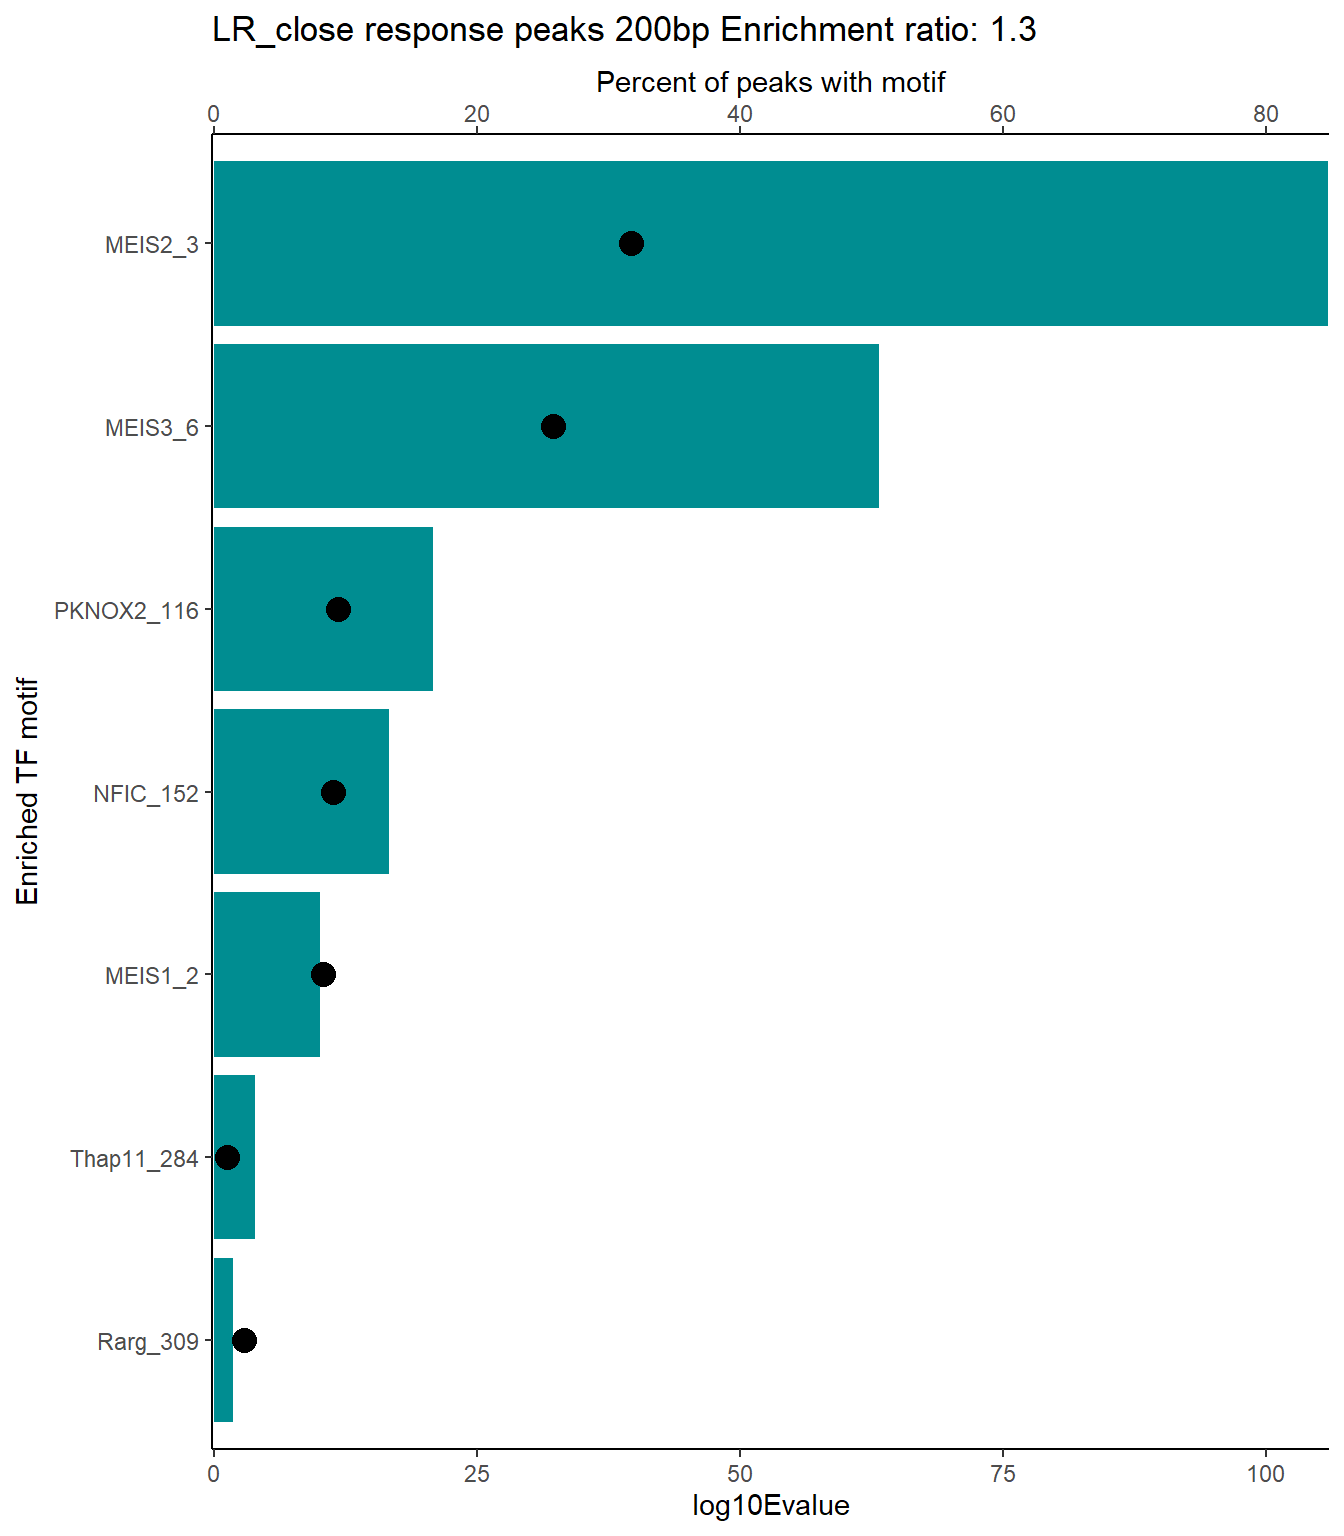 LR_close response peaks 200bp Enrichment ratio: 1.3
Percent of peaks with motif
0 20 40 60 80
MEIS2_3
MEIS3_6
PKNOX2_116
NFIC_152
MEIS1_2
Thap11_284
Rarg_309
Enriched TF motif
0 25 50 75 100
log10Evalue